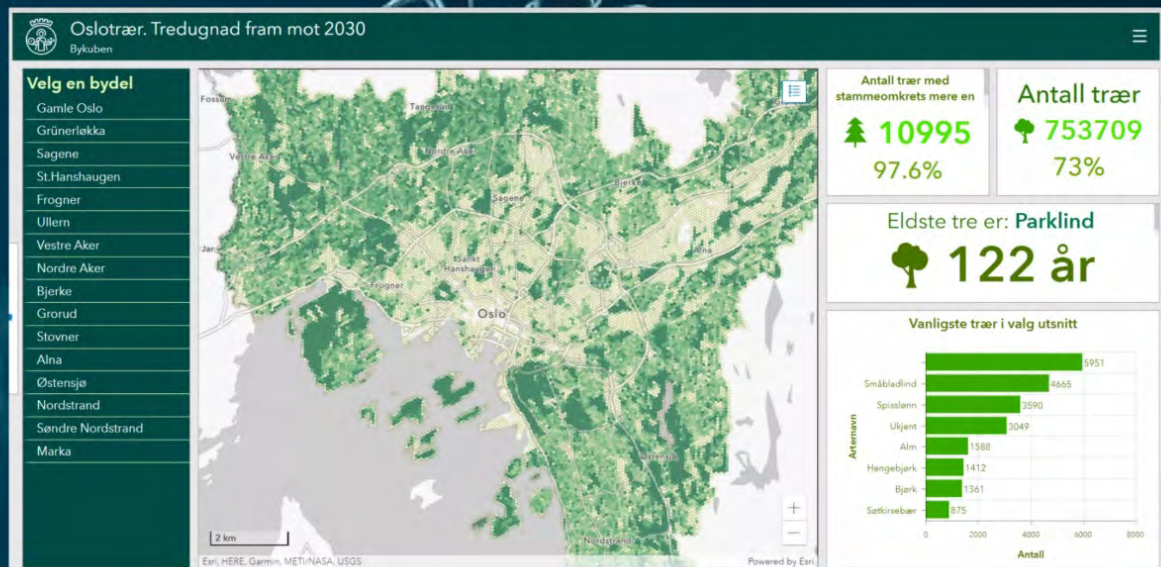 Oslotrær. Tredugnad fram mot 2030
Bykuben
Velg en bydel
Gamle Oslo
Grünerløkka
Sagene
St.Hanshaugen
Frogner
Ullern
Vestre Aker
Nordre Aker
Bjerke
Grorud
Stovner
Alna
Østensjø
Nordstrand
Søndre Nordstrand
Marka
Fossum
Tangerud
Vestre Aker
Nordre Aker
Bjerke
Sagene
Jar
Alna
Sankt
Hanshaugen
Frogner
Oslo
Østensjø
Nordstrand
2 km
+
−
Esri, HERE, Garmin, METI/NASA, USGS
Powered by Esri
Antall trær med
stammeomkrets mere en
10995
97.6%
Antall trær
753709
73%
Eldste tre er: Parklind
122 år
Vanligste trær i valg utsnitt
5951
Småbladlind 4665
Spisslønn 3590
Ukjent 3049
Alm 1588
Hengebjørk 1412
Bjørk 1361
Søtkirsebær 875
Arternavn
0 2000 4000 6000 8000
Antall